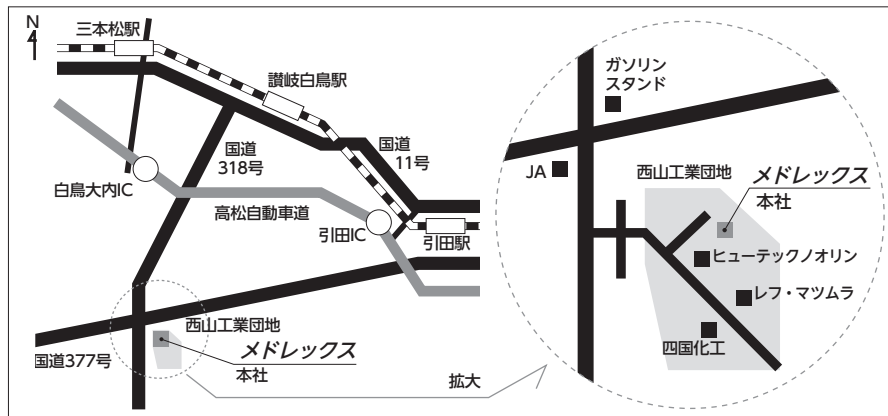 N
三本松駅
讃岐白鳥駅
国道
318号
国道
11号
白鳥大内IC
高松自動車道
引田IC
引田駅
西山工業団地
メドレックス
本社
国道377号
拡大
ガソリン
スタンド
JA
西山工業団地
メドレックス
本社
ヒューテックノオリン
レフ・マツムラ
四国化工